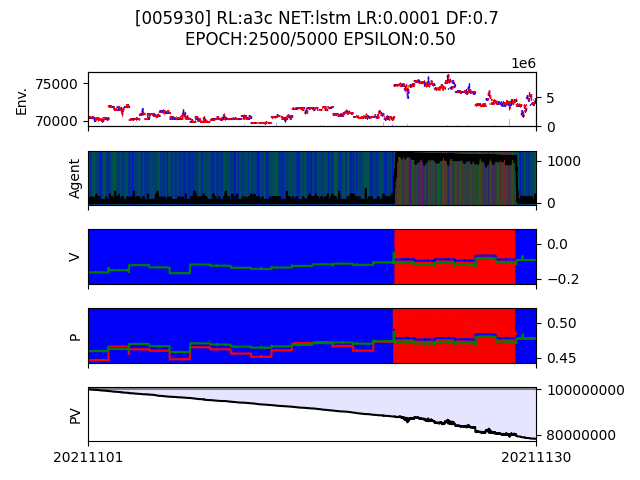 [005930] RL:a3c NET:lstm LR:0.0001 DF:0.7
EPOCH:2500/5000 EPSILON:0.50
1e6
75000
70000
Env.
5
0
Agent
1000
0
V
0.0
−0.2
P
0.50
0.45
PV
100000000
80000000
20211101
20211130